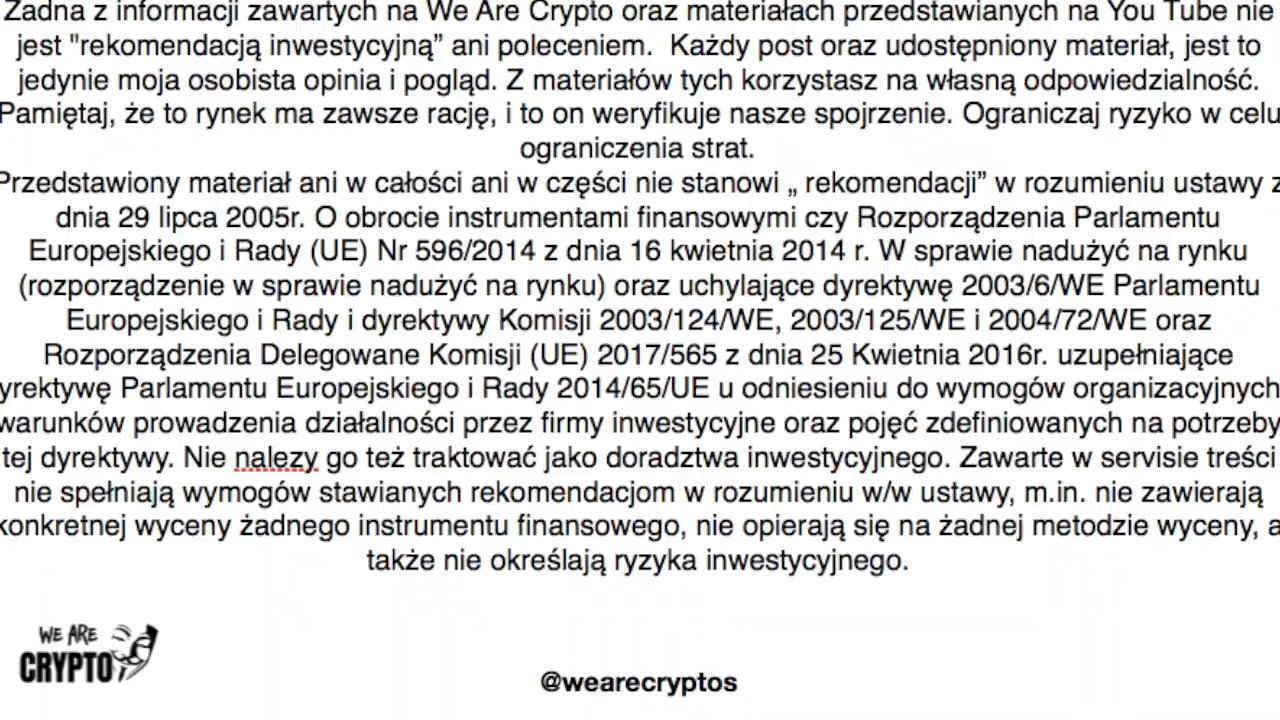 Żadna z informacji zawartych na We Are Crypto oraz materiałach przedstawianych na You Tube nie
jest "rekomendacją inwestycyjną” ani poleceniem.  Każdy post oraz udostępniony materiał, jest to
jedynie moja osobista opinia i pogląd. Z materiałów tych korzystasz na własną odpowiedzialność.
Pamiętaj, że to rynek ma zawsze rację, i to on weryfikuje nasze spojrzenie. Ograniczaj ryzyko w celu
ograniczenia strat.
Przedstawiony materiał ani w całości ani w części nie stanowi „ rekomendacji” w rozumieniu ustawy z
dnia 29 lipca 2005r. O obrocie instrumentami finansowymi czy Rozporządzenia Parlamentu
Europejskiego i Rady (UE) Nr 596/2014 z dnia 16 kwietnia 2014 r. W sprawie nadużyć na rynku
(rozporządzenie w sprawie nadużyć na rynku) oraz uchylające dyrektywę 2003/6/WE Parlamentu
Europejskiego i Rady i dyrektywy Komisji 2003/124/WE, 2003/125/WE i 2004/72/WE oraz
Rozporządzenia Delegowane Komisji (UE) 2017/565 z dnia 25 Kwietnia 2016r. uzupełniające
yrektywę Parlamentu Europejskiego i Rady 2014/65/UE u odniesieniu do wymogów organizacyjnych
warunków prowadzenia działalności przez firmy inwestycyjne oraz pojęć zdefiniowanych na potrzeby
tej dyrektywy. Nie nalezy go też traktować jako doradztwa inwestycyjnego. Zawarte w servisie treści
nie spełniają wymogów stawianych rekomendacjom w rozumieniu w/w ustawy, m.in. nie zawierają
konkretnej wyceny żadnego instrumentu finansowego, nie opierają się na żadnej metodzie wyceny, a
także nie określają ryzyka inwestycyjnego.
WE ARE
CRYPTO
@wearecryptos